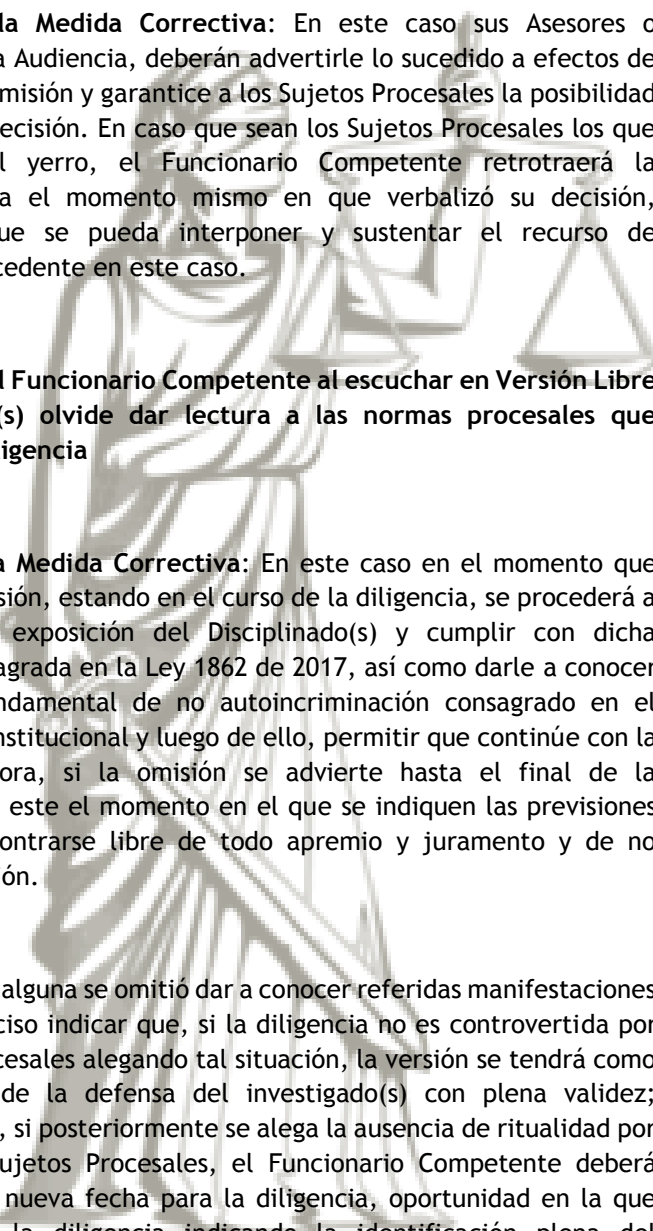 la Medida Correctiva: En este caso sus Asesores o
a Audiencia, deberán advertirle lo sucedido a efectos de
misión y garantice a los Sujetos Procesales la posibilidad
ecisión. En caso que sean los Sujetos Procesales los que
l yerro, el Funcionario Competente retrotraerá la
a el momento mismo en que verbalizó su decisión,
ue se pueda interponer y sustentar el recurso de
cedente en este caso.
l Funcionario Competente al escuchar en Versión Libre
(s) olvide dar lectura a las normas procesales que
ligencia
a Medida Correctiva: En este caso en el momento que
sión, estando en el curso de la diligencia, se procederá a
exposición del Disciplinado(s) y cumplir con dicha
agrada en la Ley 1862 de 2017, así como darle a conocer
ndamental de no autoincriminación consagrado en el
nstitucional y luego de ello, permitir que continúe con la
ora, si la omisión se advierte hasta el final de la
este el momento en el que se indiquen las previsiones
ontrarse libre de todo apremio y juramento y de no
ión.
alguna se omitió dar a conocer referidas manifestaciones
ciso indicar que, si la diligencia no es controvertida por
cesales alegando tal situación, la versión se tendrá como
de la defensa del investigado(s) con plena validez;
, si posteriormente se alega la ausencia de ritualidad por
ujetos Procesales, el Funcionario Competente deberá
nueva fecha para la diligencia, oportunidad en la que
la diligencia indicando la identificación plena del